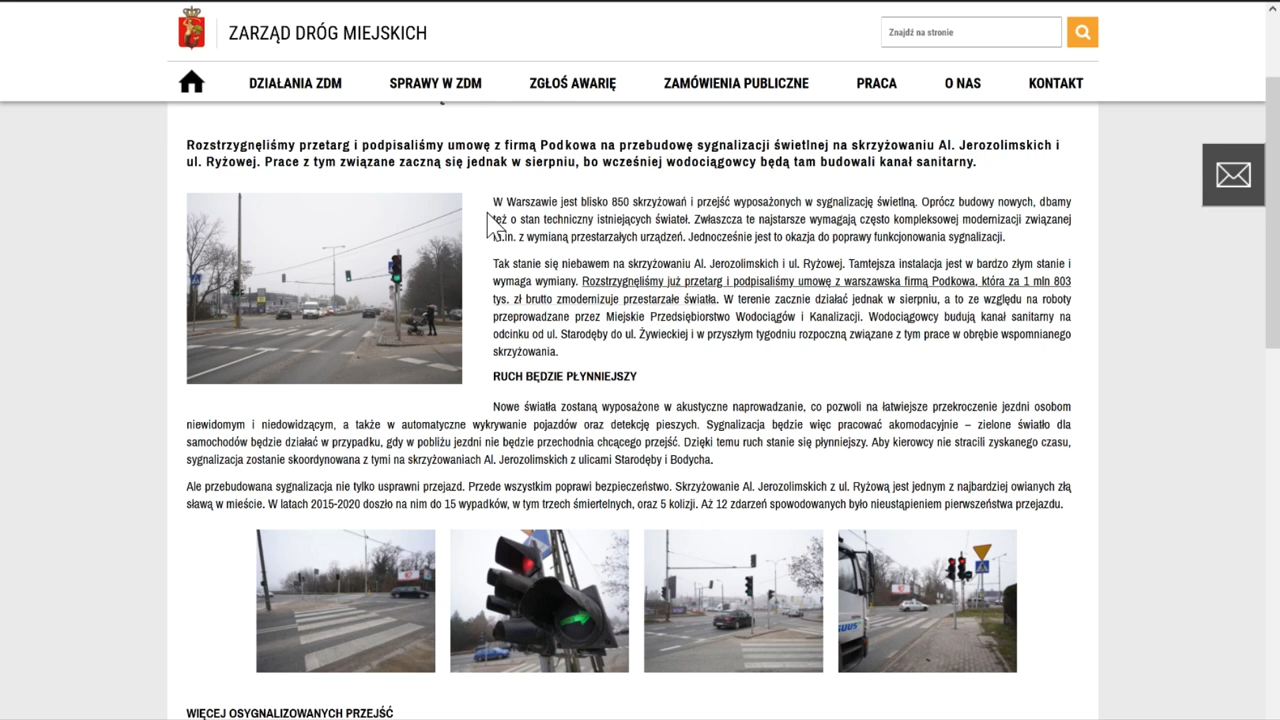 ZARZĄD DRÓG MIEJSKICH
Znajdź na stronie
DZIAŁANIA ZDM
SPRAWY W ZDM
ZGŁOŚ AWARIĘ
ZAMÓWIENIA PUBLICZNE
PRACA
O NAS
KONTAKT
Rozstrzygnęliśmy przetarg i podpisaliśmy umowę z firmą Podkowa na przebudowę sygnalizacji świetlnej na skrzyżowaniu Al. Jerozolimskich i
ul. Ryżowej. Prace z tym związane zaczną się jednak w sierpniu, bo wcześniej wodociągowcy będą tam budowali kanał sanitarny.
W Warszawie jest blisko 850 skrzyżowań i przejść wyposażonych w sygnalizację świetlną. Oprócz budowy nowych, dbamy
też o stan techniczny istniejących świateł. Zwłaszcza te najstarsze wymagają często kompleksowej modernizacji związanej
m.in. z wymianą przestarzałych urządzeń. Jednocześnie jest to okazja do poprawy funkcjonowania sygnalizacji.
Tak stanie się niebawem na skrzyżowaniu Al. Jerozolimskich i ul. Ryżowej. Tamtejsza instalacja jest w bardzo złym stanie i
wymaga wymiany. Rozstrzygnęliśmy już przetarg i podpisaliśmy umowę z warszawska firmą Podkowa, która za 1 mln 803
tys. zł brutto zmodernizuje przestarzałe światła. W terenie zacznie działać jednak w sierpniu, a to ze względu na roboty
przeprowadzane przez Miejskie Przedsiębiorstwo Wodociągów i Kanalizacji. Wodociągowcy budują kanał sanitarny na
odcinku od ul. Starodęby do ul. Żywieckiej i w przyszłym tygodniu rozpoczną związane z tym prace w obrębie wspomnianego
skrzyżowania.
RUCH BĘDZIE PŁYNNIEJSZY
Nowe światła zostaną wyposażone w akustyczne naprowadzanie, co pozwoli na łatwiejsze przekroczenie jezdni osobom
niewidomym i niedowidzącym, a także w automatyczne wykrywanie pojazdów oraz detekcję pieszych. Sygnalizacja będzie więc pracować akomodacyjnie – zielone światło dla
samochodów będzie działać w przypadku, gdy w pobliżu jezdni nie będzie przechodnia chcącego przejść. Dzięki temu ruch stanie się płynniejszy. Aby kierowcy nie stracili zyskanego czasu,
sygnalizacja zostanie skoordynowana z tymi na skrzyżowaniach Al. Jerozolimskich z ulicami Starodęby i Bodycha.
Ale przebudowana sygnalizacja nie tylko usprawni przejazd. Przede wszystkim poprawi bezpieczeństwo. Skrzyżowanie Al. Jerozolimskich z ul. Ryżową jest jednym z najbardziej owianych złą
sławą w mieście. W latach 2015-2020 doszło na nim do 15 wypadków, w tym trzech śmiertelnych, oraz 5 kolizji. Aż 12 zdarzeń spowodowanych było nieustąpieniem pierwszeństwa przejazdu.
WIĘCEJ OSYGNALIZOWANYCH PRZEJŚĆ